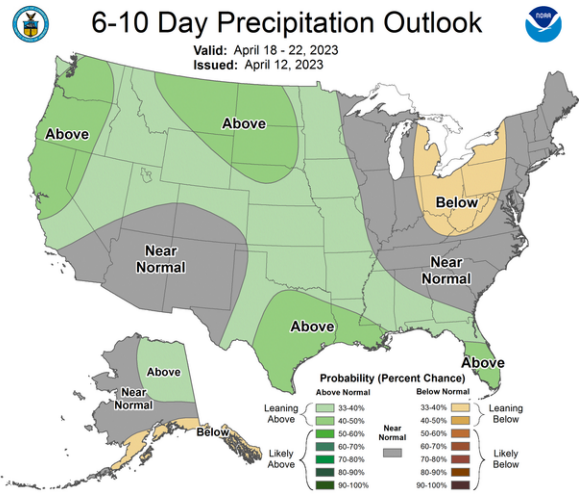 6-10 Day Precipitation Outlook
NOAA
Valid: April 18 - 22, 2023
Issued: April 12, 2023
Above
Above
Below
Near
Normal
Near
Normal
Above
Above
Above
Near
Normal
Below
Probability (Percent Chance)
Above Normal
Below Normal
Leaning
Above
33-40%
40-50%
Likely
Above
50-60%
60-70%
70-80%
80-90%
90-100%
Near
Normal
33-40%
40-50%
Leaning
Below
50-60%
60-70%
70-80%
80-90%
90-100%
Likely
Below